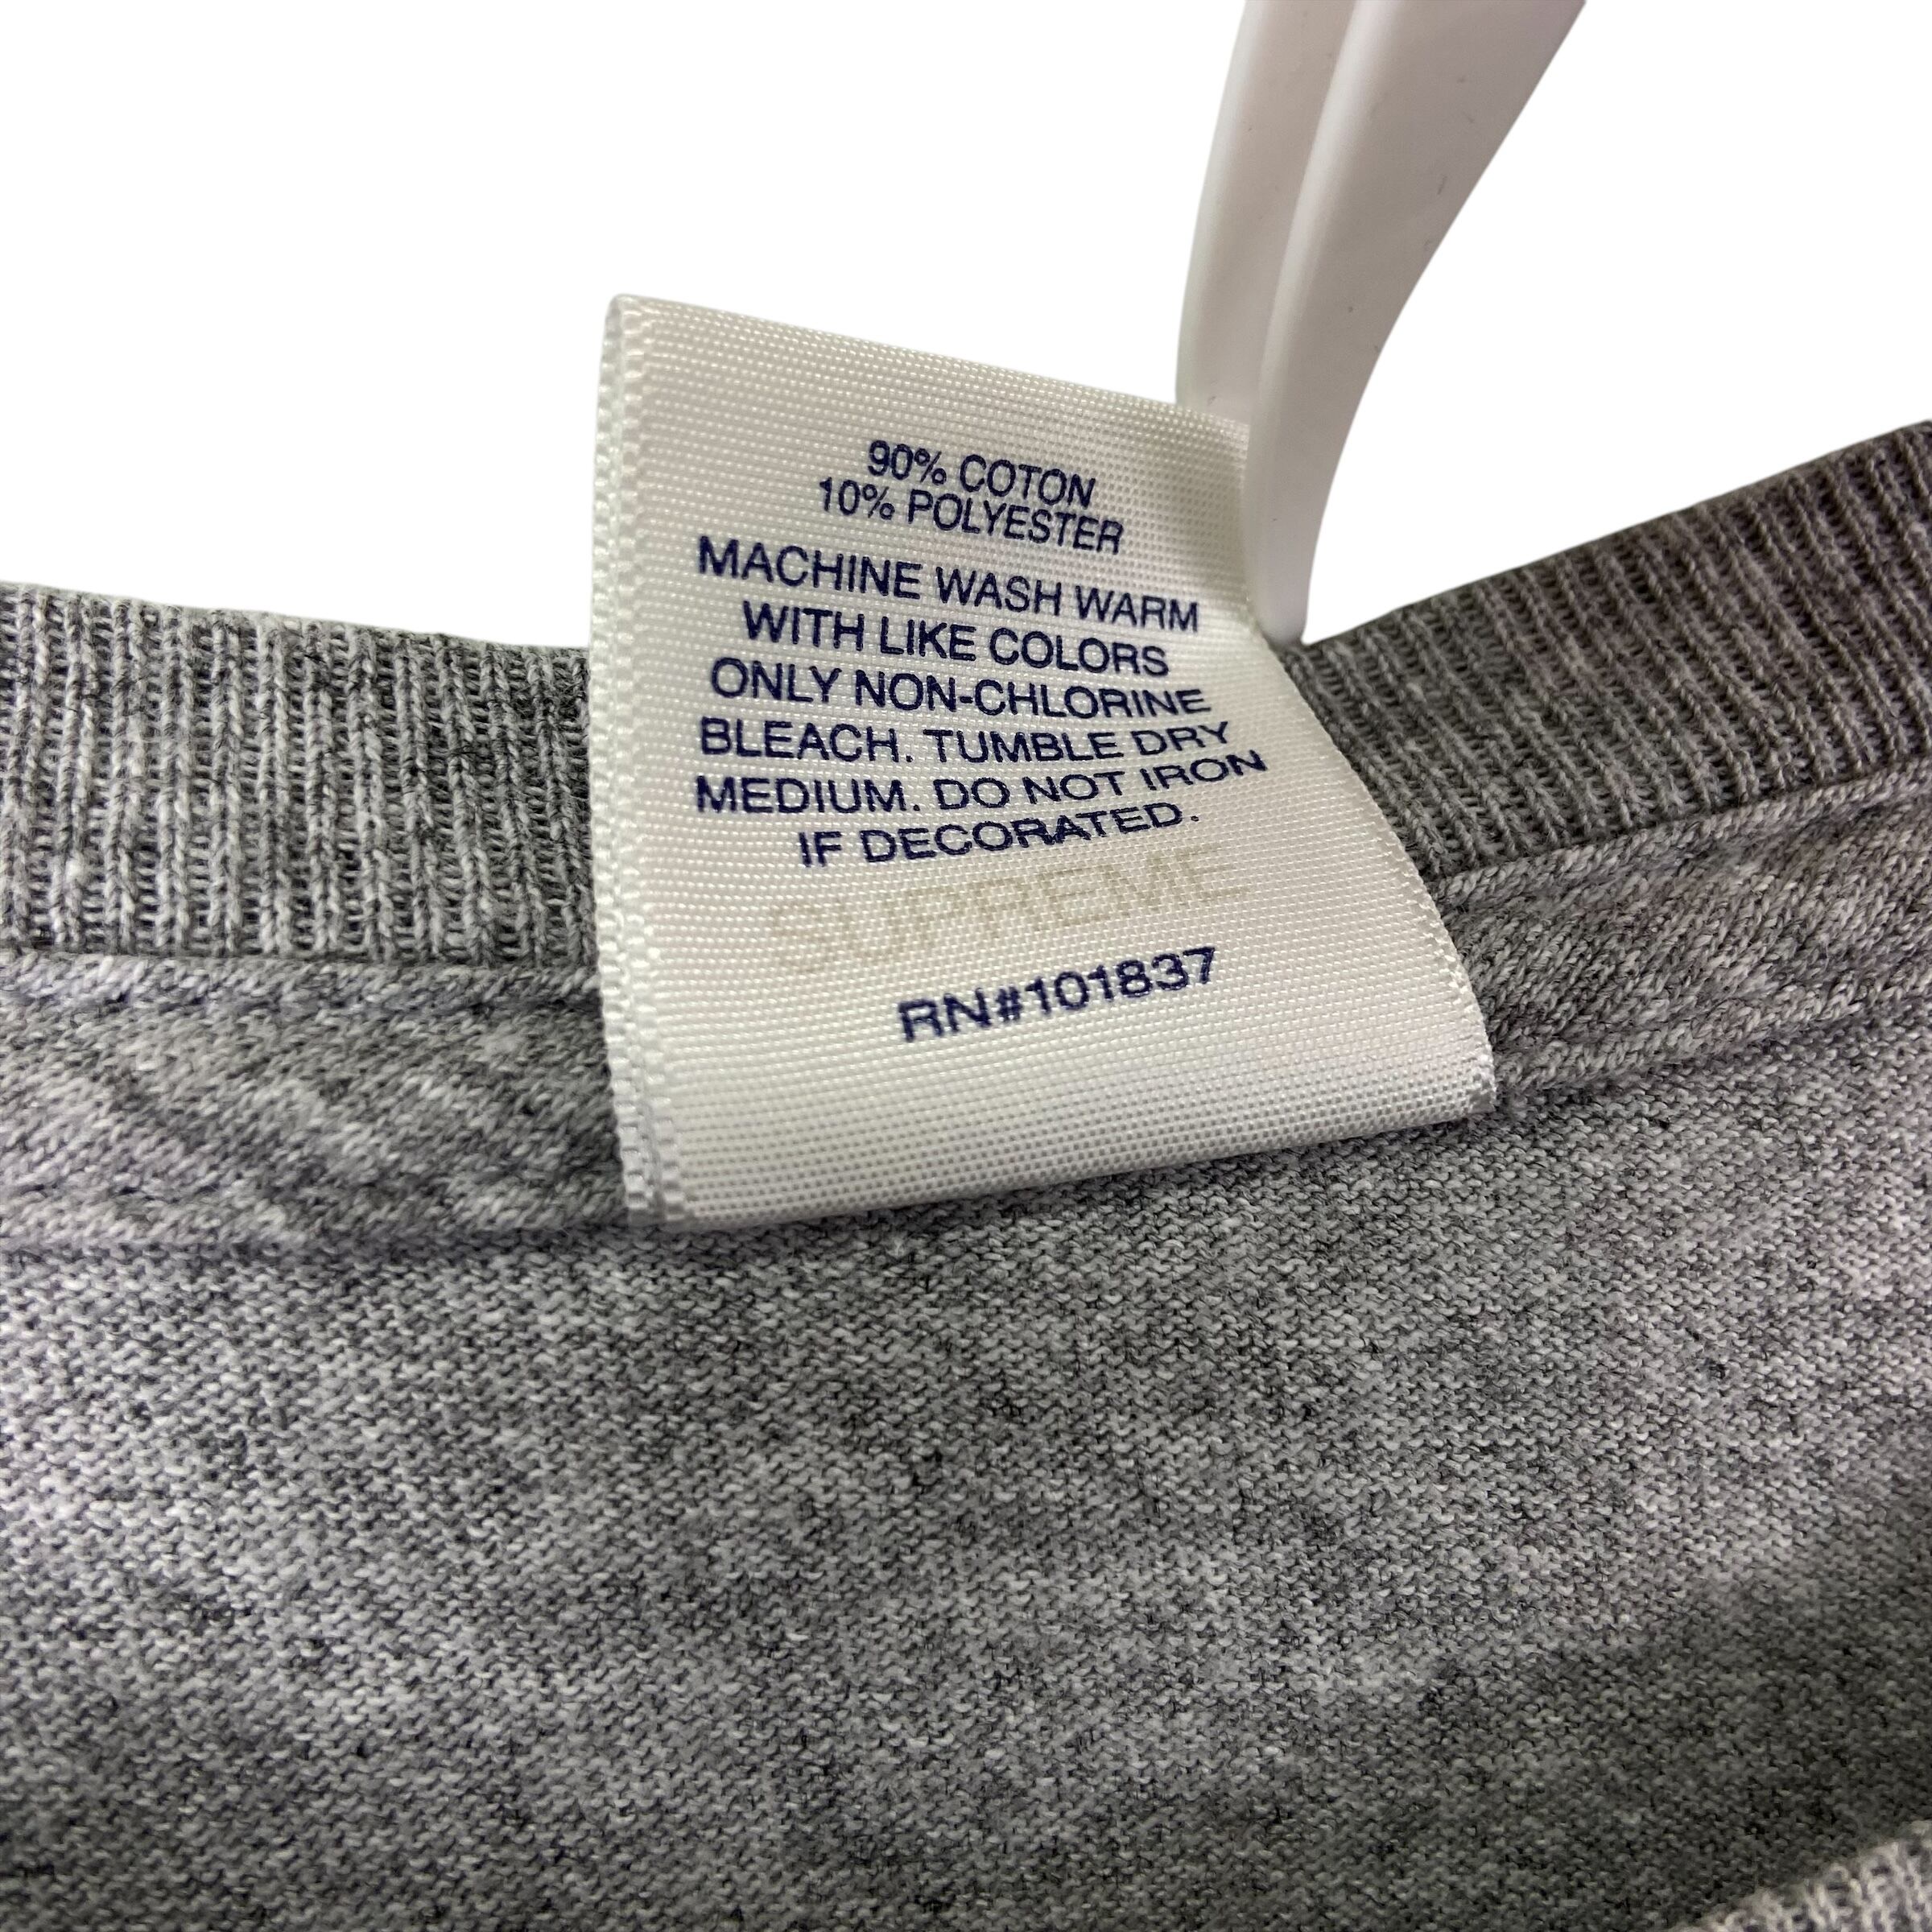 90% COTON
10% POLYESTER
MACHINE WASH WARM
WITH LIKE COLORS
ONLY NON-CHLORINE
BLEACH. TUMBLE DRY
MEDIUM. DO NOT IRON
IF DECORATED.
SUPREME
RN#101837